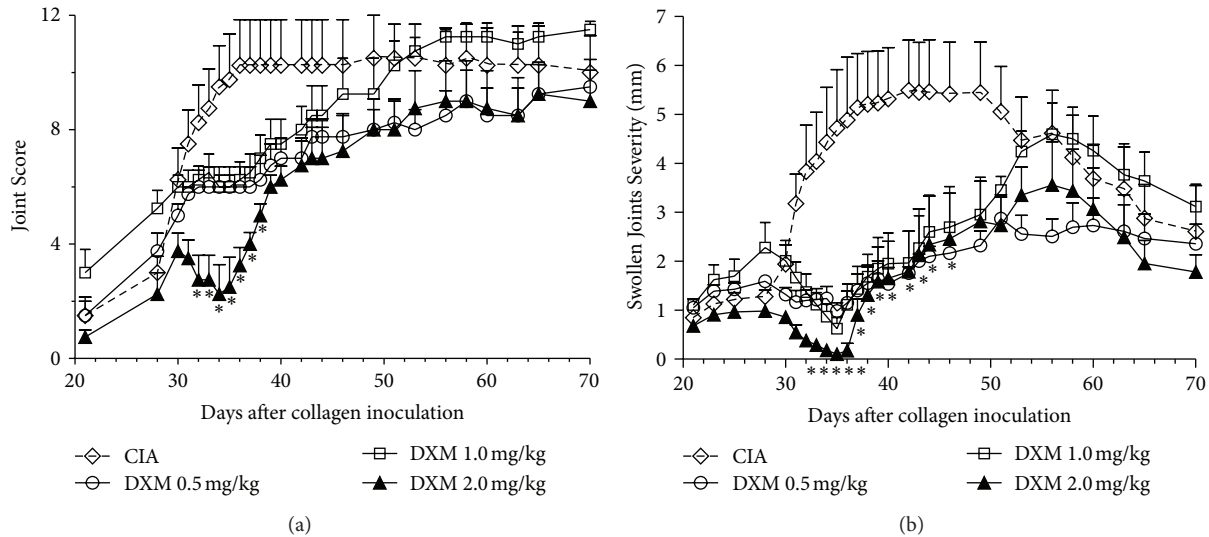 12
8
4
0
Joint Score
* * * * * * *
*
20 30 40 50 60 70
Days after collagen inoculation
CIA
DXM 0.5 mg/kg
DXM 1.0 mg/kg
DXM 2.0 mg/kg
(a)
7
6
5
4
3
2
1
0
Swollen Joints Severity (mm)
* * * * * * * * * * * * * *
20 30 40 50 60 70
Days after collagen inoculation
CIA
DXM 0.5 mg/kg
DXM 1.0 mg/kg
DXM 2.0 mg/kg
(b)